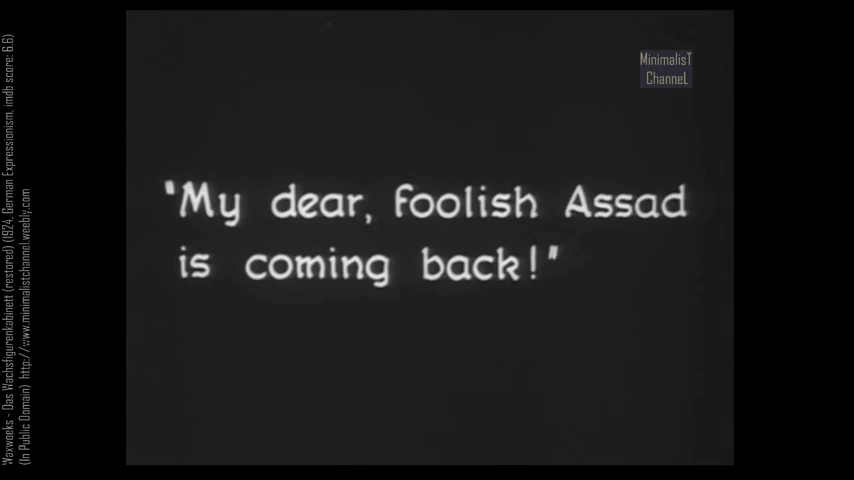 MinimalisT
ChanneL
"My dear, foolish Assad
is coming back!"
Waxwoeks - Das Wachsfigurenkabinett (restored) (1924, German Expressionism, imdb score: 6.6)
(In Public Domain) http://www.minimalistchannel.weebly.com